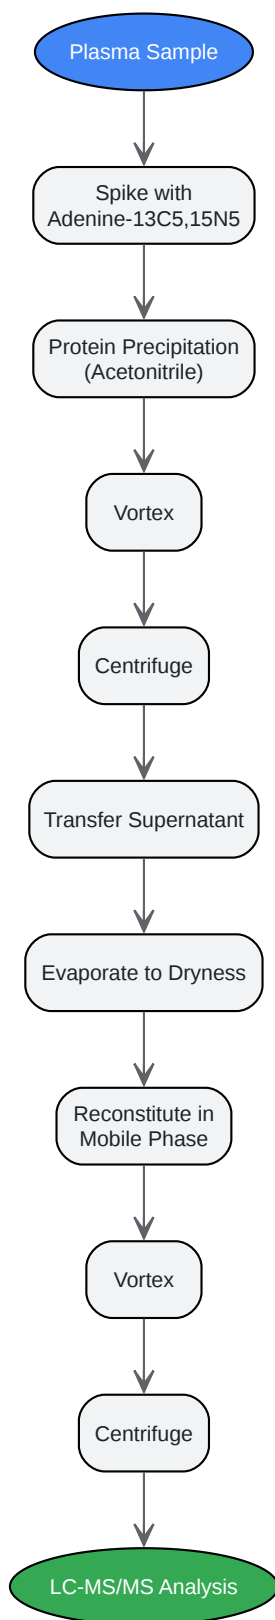 Plasma Sample
Spike with
Adenine-13C5,15N5
Protein Precipitation
(Acetonitrile)
Vortex
Centrifuge
Transfer Supernatant
Evaporate to Dryness
Reconstitute in
Mobile Phase
Vortex
Centrifuge
LC-MS/MS Analysis